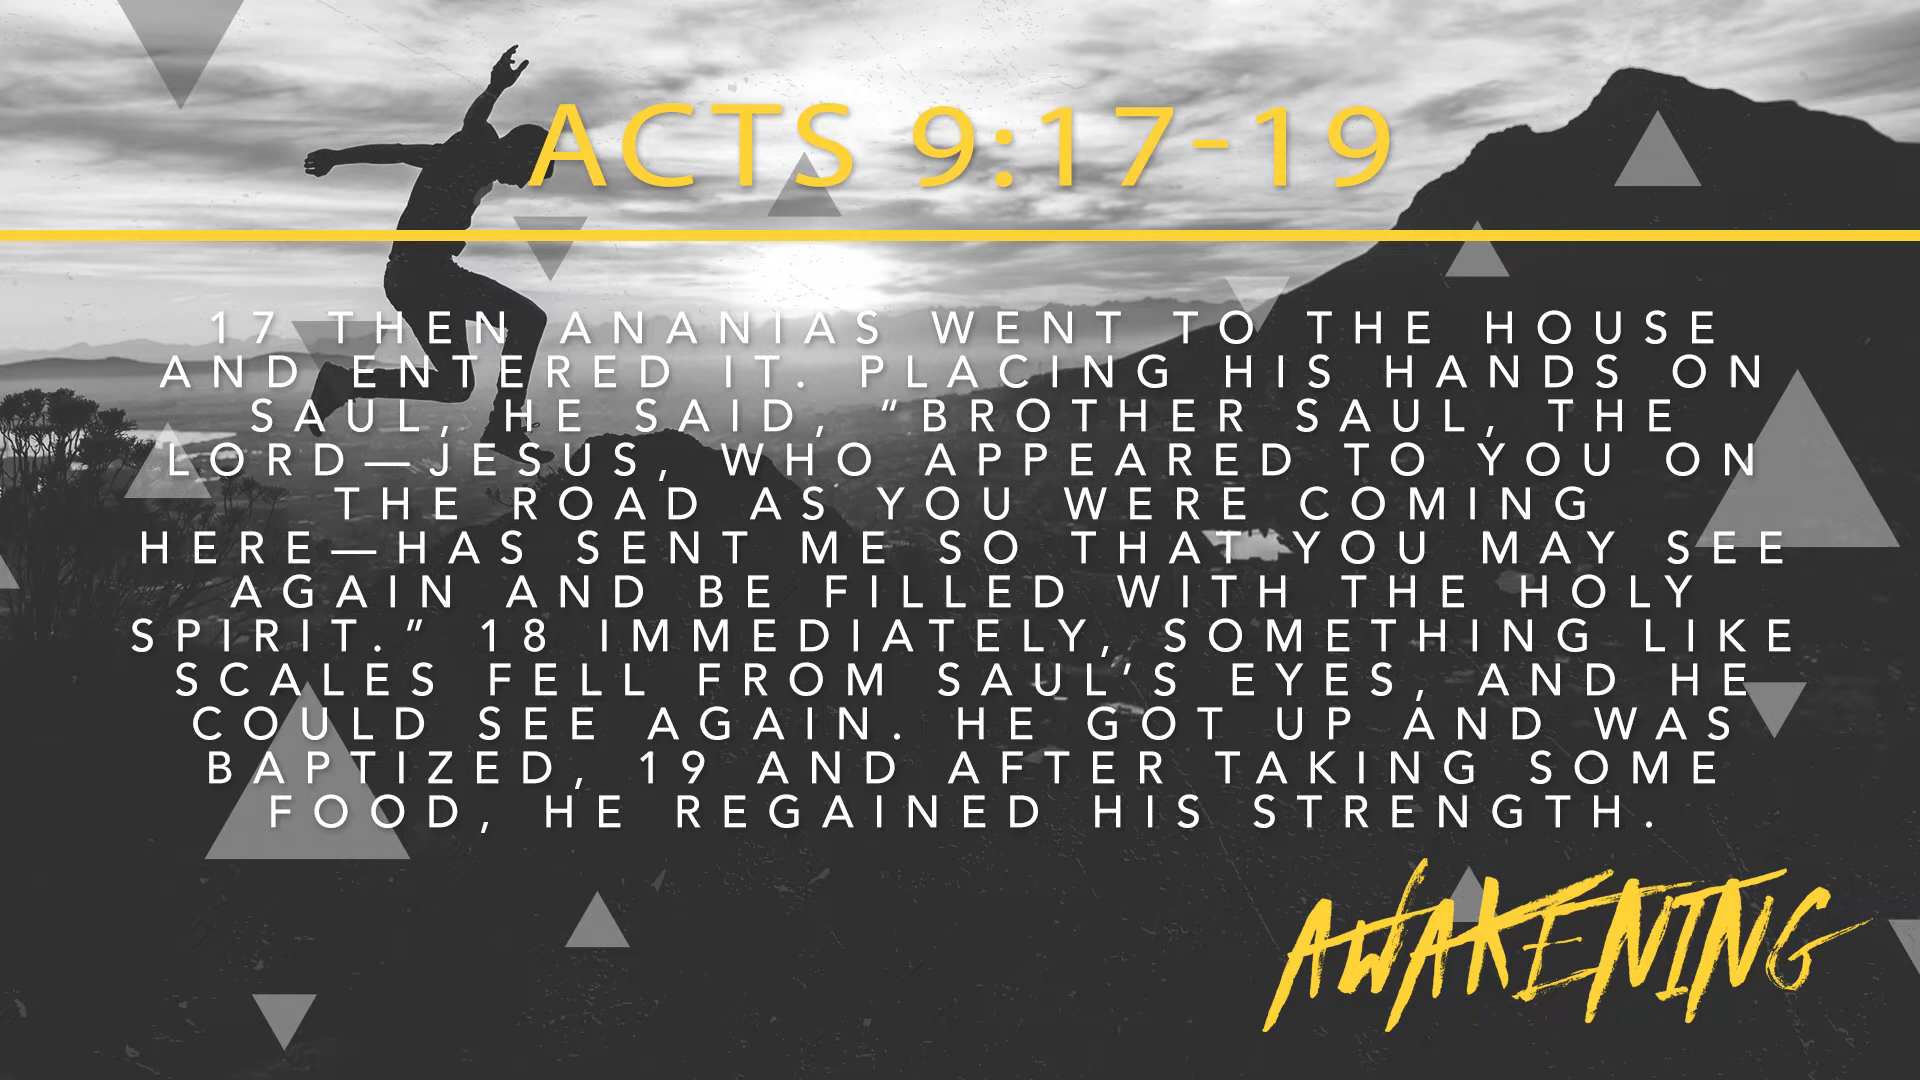 ACTS 9:17-19
17 THEN ANANIAS WENT TO THE HOUSE
AND ENTERED IT. PLACING HIS HANDS ON
SAUL, HE SAID, "BROTHER SAUL, THE
LORD—JESUS, WHO APPEARED TO YOU ON
THE ROAD AS YOU WERE COMING
HERE—HAS SENT ME SO THAT YOU MAY SEE
AGAIN AND BE FILLED WITH THE HOLY
SPIRIT." 18 IMMEDIATELY, SOMETHING LIKE
SCALES FELL FROM SAUL'S EYES, AND HE
COULD SEE AGAIN. HE GOT UP AND WAS
BAPTIZED, 19 AND AFTER TAKING SOME
FOOD, HE REGAINED HIS STRENGTH.
AWAKENING